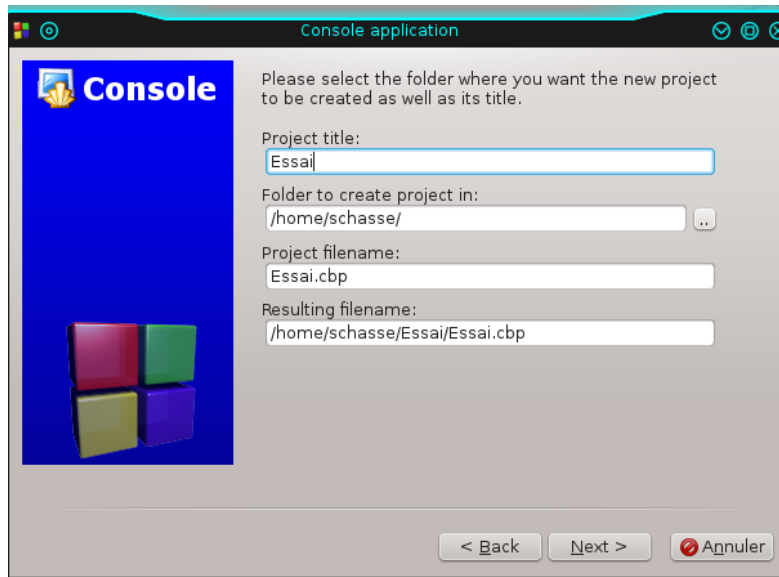 Console application
Console
Please select the folder where you want the new project
to be created as well as its title.
Project title:
Essai
Folder to create project in:
/home/schasse/
..
Project filename:
Essai.cbp
Resulting filename:
/home/schasse/Essai/Essai.cbp
< Back
Next >
Annuler